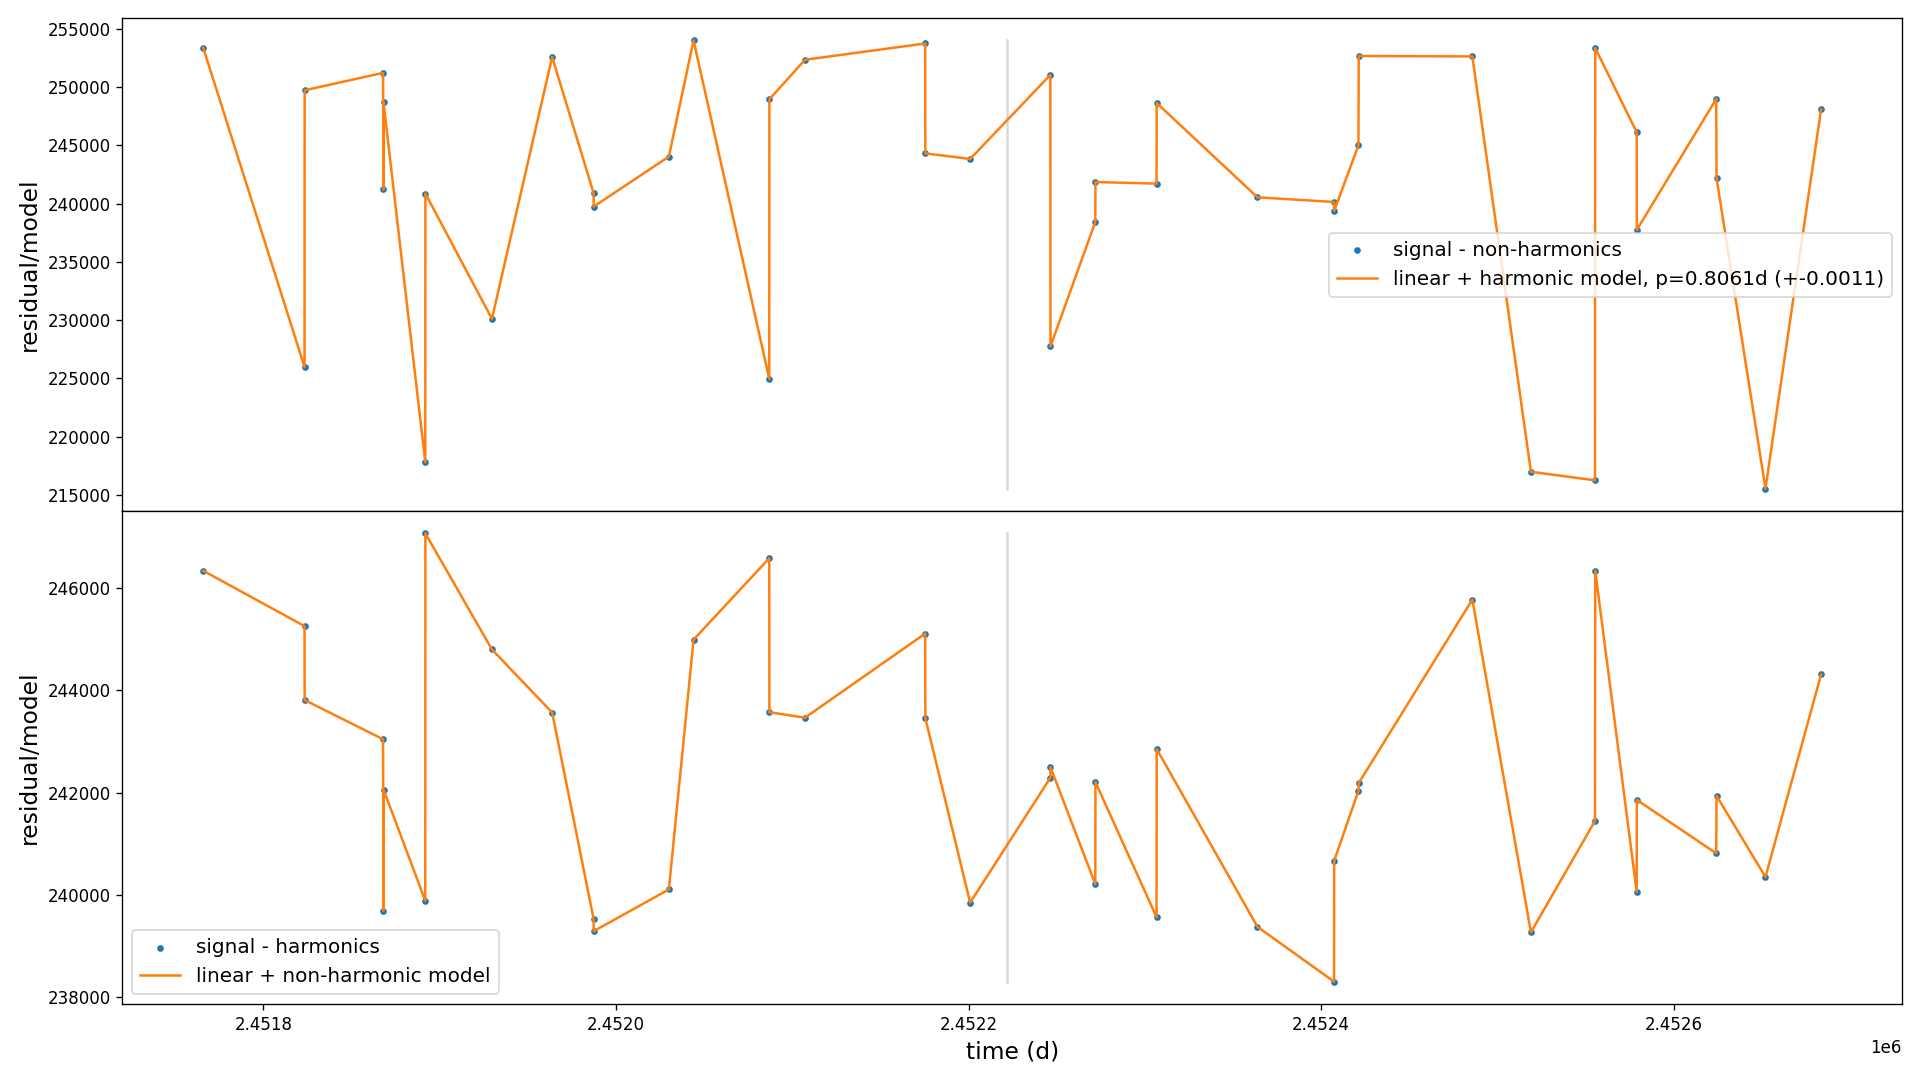 255000
250000
245000
240000
235000
230000
225000
220000
215000
residual/model
signal - non-harmonics
linear + harmonic model, p=0.8061d (+-0.0011)
246000
244000
242000
240000
238000
residual/model
signal - harmonics
linear + non-harmonic model
2.4518 2.4520 2.4522 2.4524 2.4526
time (d)
1e6